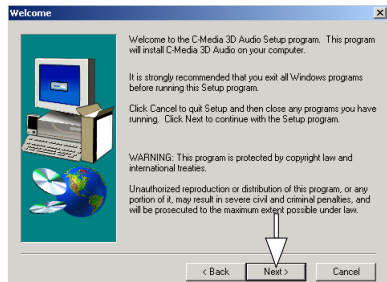 Welcome
Welcome to the C-Media 3D Audio Setup program. This program
will install C-Media 3D Audio on your computer.
It is strongly recommended that you exit all Windows programs
before running this Setup program.
Click Cancel to quit Setup and then close any programs you have
running. Click Next to continue with the Setup program.
WARNING: This program is protected by copyright law and
international treaties.
Unauthorized reproduction or distribution of this program, or any
portion of it, may result in severe civil and criminal penalties, and
will be prosecuted to the maximum extent possible under law.
< Back Next > Cancel